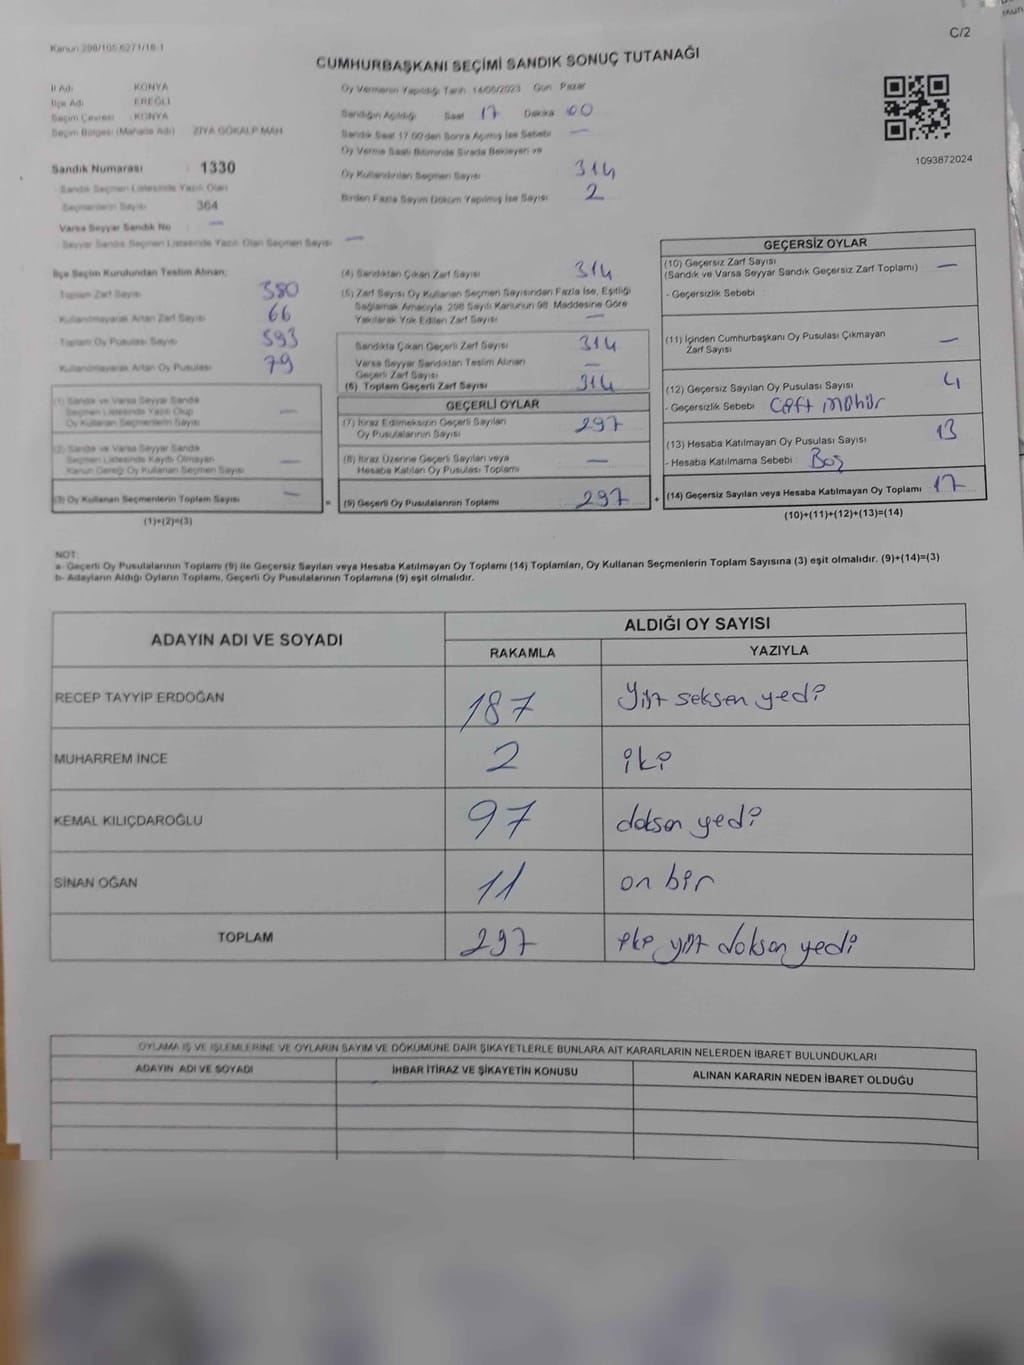 Kanun 298/105 6271/18-1
C/2
CUMHURBAŞKANI SEÇİMİ SANDIK SONUÇ TUTANAĞI
İl Adı : KONYA
İlçe Adı : EREĞLİ
Seçim Çevresi : KONYA
Seçim Bölgesi (Mahalle Adı) : ZİYA GÖKALP MAH
Sandık Numarası : 1330
- Sandık Seçmen Listesinde Yazılı Olan
Seçmenlerin Sayısı : 364
Varsa Seyyar Sandık No : —
- Seyyar Sandık Seçmen Listesinde Yazılı Olan Seçmen Sayısı —
Oy Vermenin Yapıldığı Tarih 14/05/2023 Gün Pazar
Sandığın Açıldığı Saat 17 Dakika 00
Sandık Saat 17.00'den Sonra Açılmış İse Sebebi —
Oy Verme Saati Bitiminde Sırada Bekleyen ve
Oy Kullandırılan Seçmen Sayısı 314
Birden Fazla Sayım Döküm Yapılmış İse Sayısı 2
1093872024
İlçe Seçim Kurulundan Teslim Alınan;
Toplam Zarf Sayısı 380
- Kullanılmayarak Artan Zarf Sayısı 66
- Toplam Oy Pusulası Sayısı 593
- Kullanılmayarak Artan Oy Pusulası 79
(1) Sandık ve Varsa Seyyar Sandık
Seçmen Listesinde Yazılı Olup
Oy Kullanan Seçmenlerin Sayısı —
(2) Sandık ve Varsa Seyyar Sandık
Seçmen Listesinde Kayıtlı Olmayan
Kanun Gereği Oy Kullanan Seçmen Sayısı —
(3) Oy Kullanan Seçmenlerin Toplam Sayısı —
(1)+(2)=(3)
=
(4) Sandıktan Çıkan Zarf Sayısı 314
(5) Zarf Sayısı Oy Kullanan Seçmen Sayısından Fazla İse, Eşitliği
Sağlamak Amacıyla, 298 Sayılı Kanunun 98. Maddesine Göre
Yakılarak Yok Edilen Zarf Sayısı —
Sandıkta Çıkan Geçerli Zarf Sayısı 314
Varsa Seyyar Sandıktan Teslim Alınan
Geçerli Zarf Sayısı —
(6) Toplam Geçerli Zarf Sayısı 314
GEÇERLİ OYLAR
(7) İtiraz Edilmeksizin Geçerli Sayılan
Oy Pusulalarının Sayısı 297
(8) İtiraz Üzerine Geçerli Sayılan veya
Hesaba Katılan Oy Pusulası Toplamı —
(9) Geçerli Oy Pusulalarının Toplamı 297
+
GEÇERSİZ OYLAR
(10) Geçersiz Zarf Sayısı
(Sandık ve Varsa Seyyar Sandık Geçersiz Zarf Toplamı) —
- Geçersizlik Sebebi :
(11) İçinden Cumhurbaşkanı Oy Pusulası Çıkmayan
Zarf Sayısı —
(12) Geçersiz Sayılan Oy Pusulası Sayısı 4
- Geçersizlik Sebebi : Çift mühür
(13) Hesaba Katılmayan Oy Pusulası Sayısı 13
- Hesaba Katılmama Sebebi : Boş
(14) Geçersiz Sayılan veya Hesaba Katılmayan Oy Toplamı 17
(10)+(11)+(12)+(13)=(14)
NOT:
a- Geçerli Oy Pusulalarının Toplamı (9) ile Geçersiz Sayılan veya Hesaba Katılmayan Oy Toplamı (14) Toplamları, Oy Kullanan Seçmenlerin Toplam Sayısına (3) eşit olmalıdır. (9)+(14)=(3)
b- Adayların Aldığı Oyların Toplamı, Geçerli Oy Pusulalarının Toplamına (9) eşit olmalıdır.
ADAYIN ADI VE SOYADI
ALDIĞI OY SAYISI
RAKAMLA YAZIYLA
RECEP TAYYİP ERDOĞAN 187 Yüz seksen yedi
MUHARREM İNCE 2 iki
KEMAL KILIÇDAROĞLU 97 doksan yedi
SİNAN OĞAN 11 on bir
TOPLAM 297 iki yüz doksan yedi
OYLAMA İŞ VE İŞLEMLERİNE VE OYLARIN SAYIM VE DÖKÜMÜNE DAİR ŞİKAYETLERLE BUNLARA AİT KARARLARIN NELERDEN İBARET BULUNDUKLARI
ADAYIN ADI VE SOYADI İHBAR İTİRAZ VE ŞİKAYETİN KONUSU ALINAN KARARIN NEDEN İBARET OLDUĞU